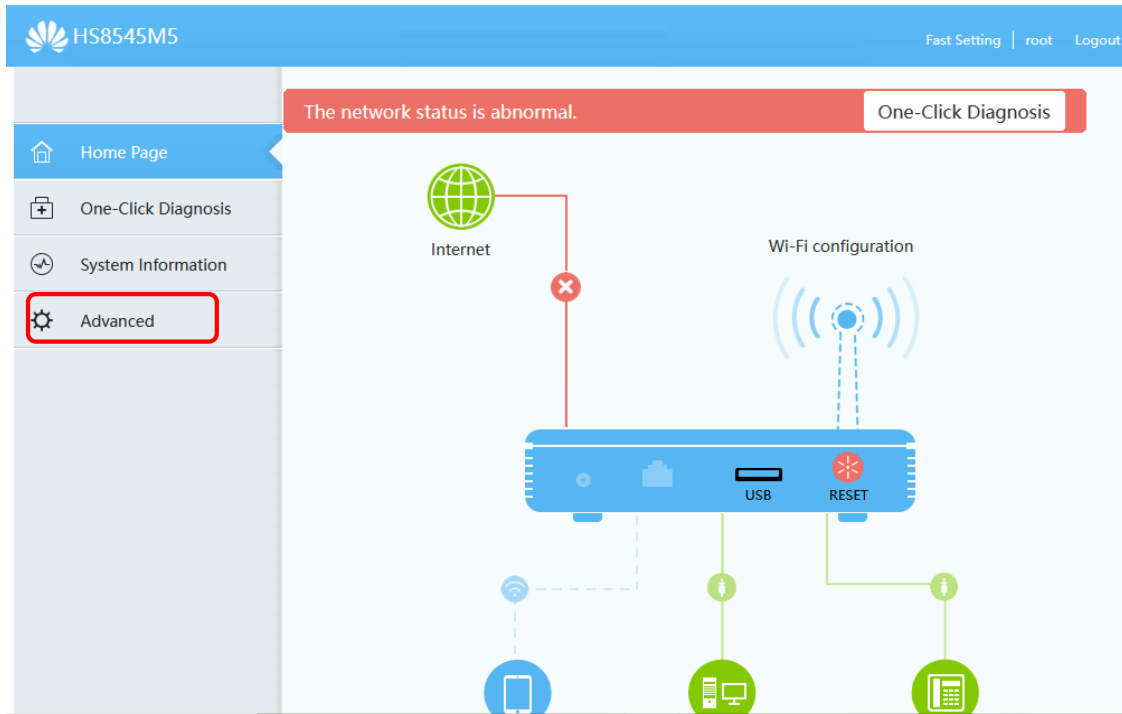 HS8545M5
Fast Setting root Logout
The network status is abnormal. One-Click Diagnosis
Home Page
One-Click Diagnosis
System Information
Advanced
Internet
Wi-Fi configuration
USB RESET